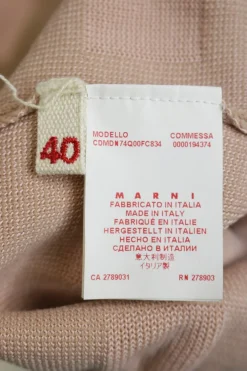 40
MODELLO COMMESSA
CDMDN74Q00FC834 0000194374
MARNI
FABBRICATO IN ITALIA
MADE IN ITALY
FABRIQUÉ EN ITALIE
HERGESTELLT IN ITALIEN
HECHO EN ITALIA
СДЕЛАНО В ИТАЛИИ
意大利制造
イタリア製
CA 2789031 RN 278903